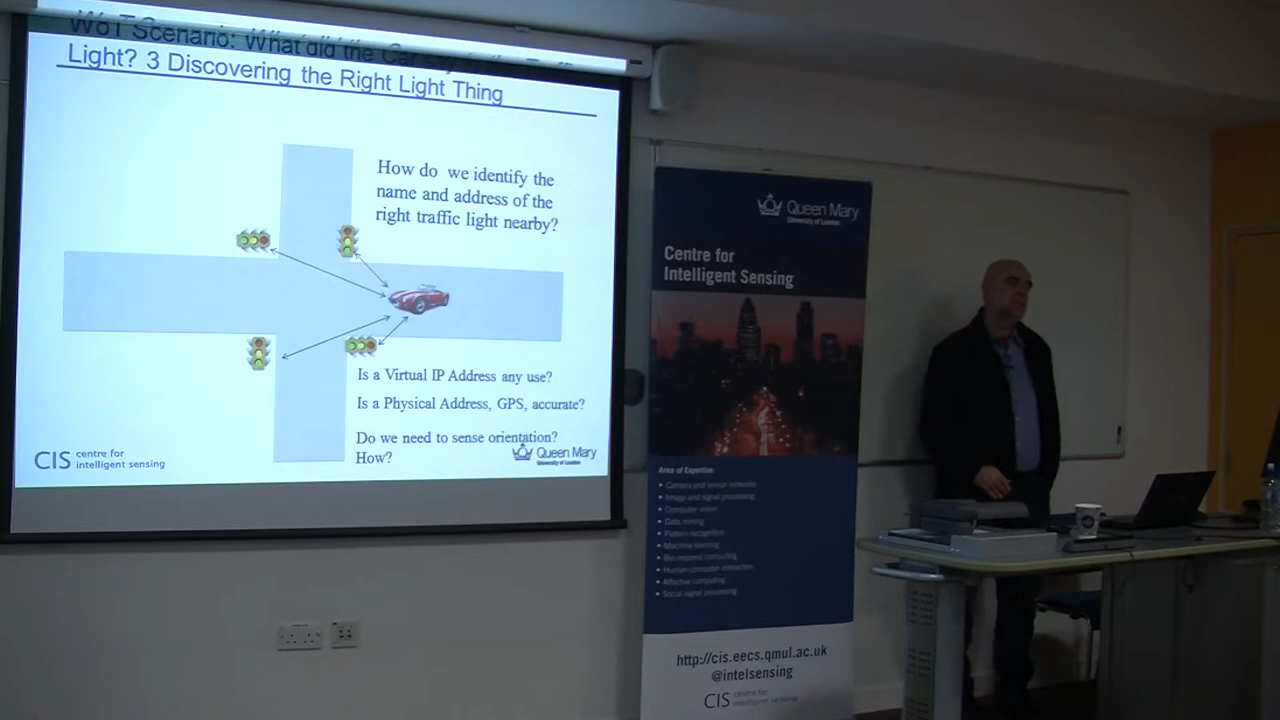 WoT Scenario: What did the Car say to the
Light? 3 Discovering the Right Light Thing
How do we identify the
name and address of the
right traffic light nearby?
Is a Virtual IP Address any use?
Is a Physical Address, GPS, accurate?
Do we need to sense orientation?
How?
CIS centre for
intelligent sensing
Queen Mary
University of London
Queen Mary
University of London
Centre for
Intelligent Sensing
Area of Expertise:
• Camera and sensor networks
• Image and signal processing
• Computer vision
• Data mining
• Pattern recognition
• Machine learning
• Bio-inspired computing
• Human-computer interaction
• Affective computing
• Social signal processing
http://cis.eecs.qmul.ac.uk
@intelsensing
CIS centre for
intelligent sensing